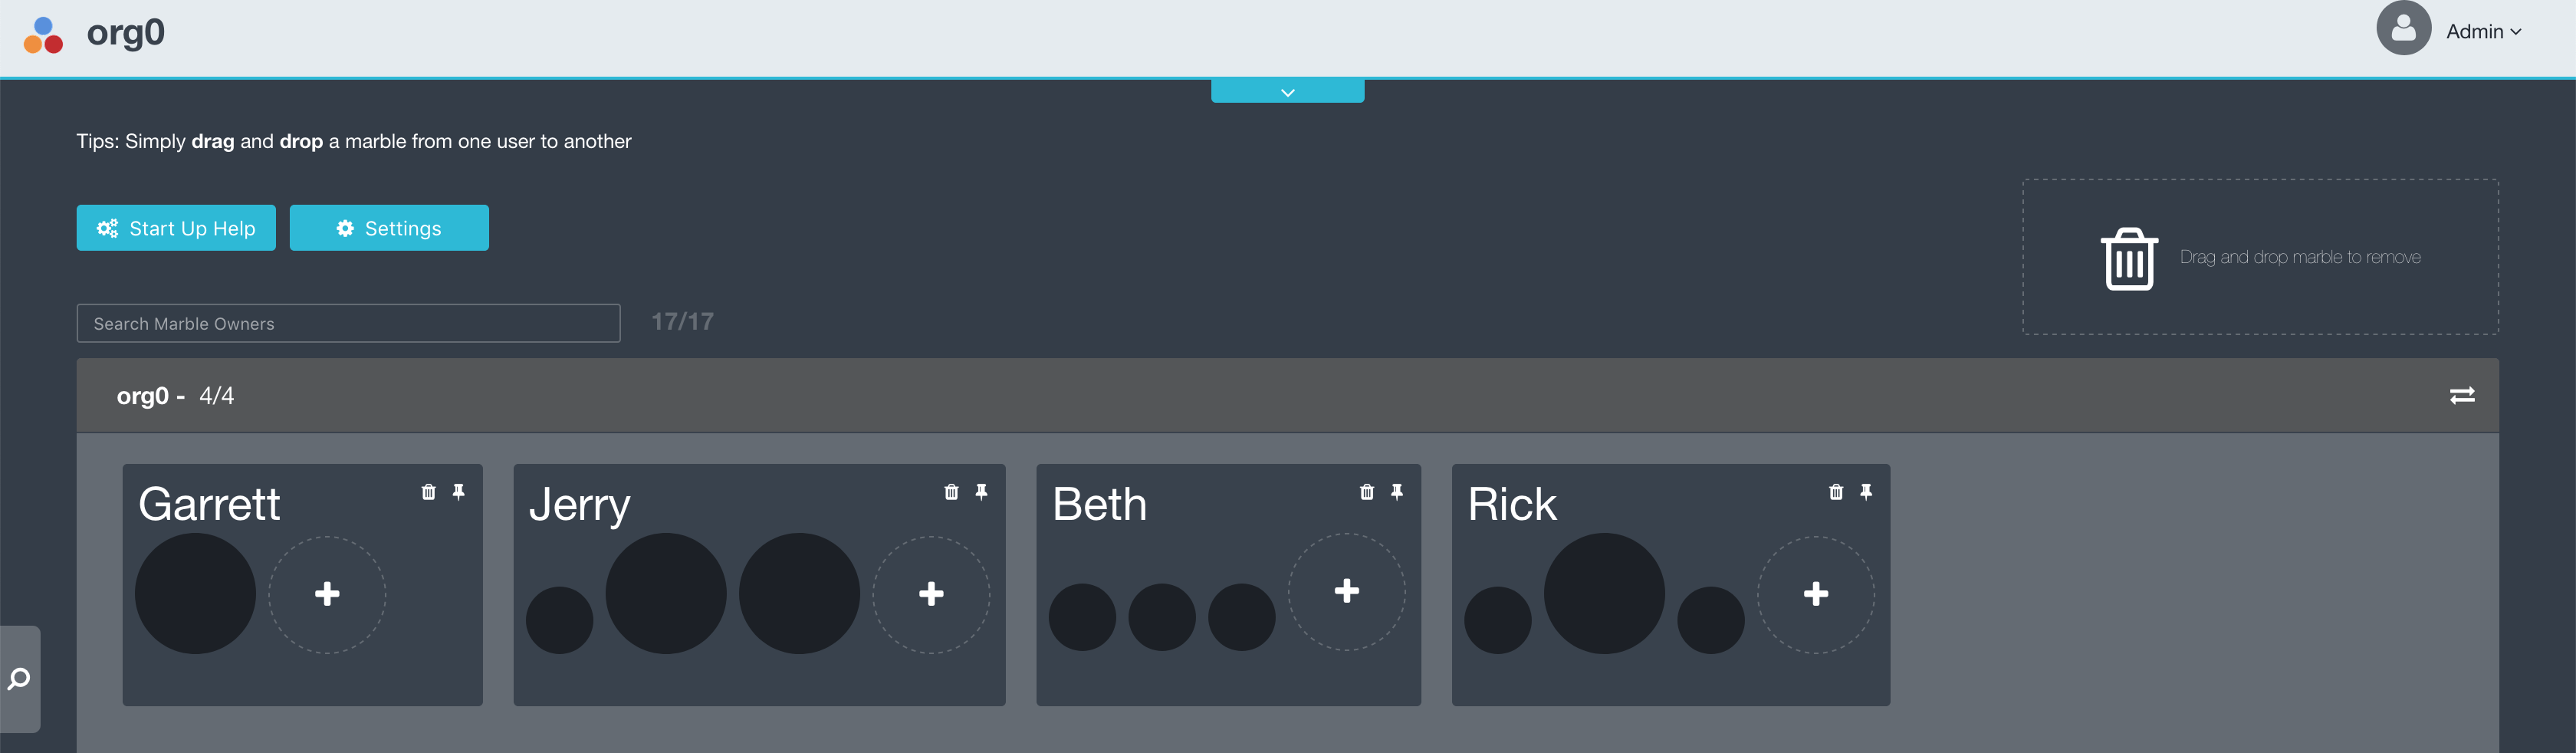 org0
Admin
Tips: Simply drag and drop a marble from one user to another
Start Up Help
Settings
Drag and drop marble to remove
Search Marble Owners
17/17
org0 - 4/4
Garrett
Jerry
Beth
Rick